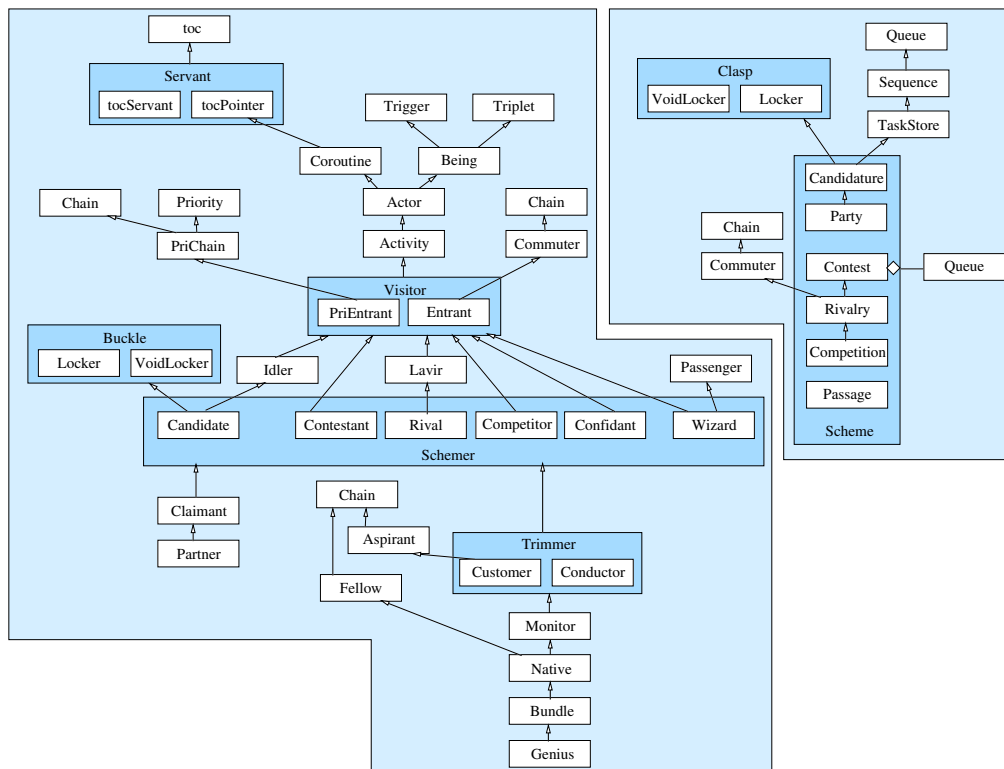 toc
Servant
tocServant tocPointer
Trigger Triplet
Coroutine Being
Chain Priority Actor Chain
PriChain Activity Commuter
Visitor
PriEntrant Entrant
Buckle
Locker VoidLocker Idler Lavir Passenger
Candidate Contestant Rival Competitor Confidant Wizard
Schemer
Claimant
Partner
Chain
Aspirant
Fellow
Trimmer
Customer Conductor
Monitor
Native
Bundle
Genius
Queue
Sequence
TaskStore
Clasp
VoidLocker Locker
Candidature
Party
Chain
Commuter Contest Queue
Rivalry
Competition
Passage
Scheme